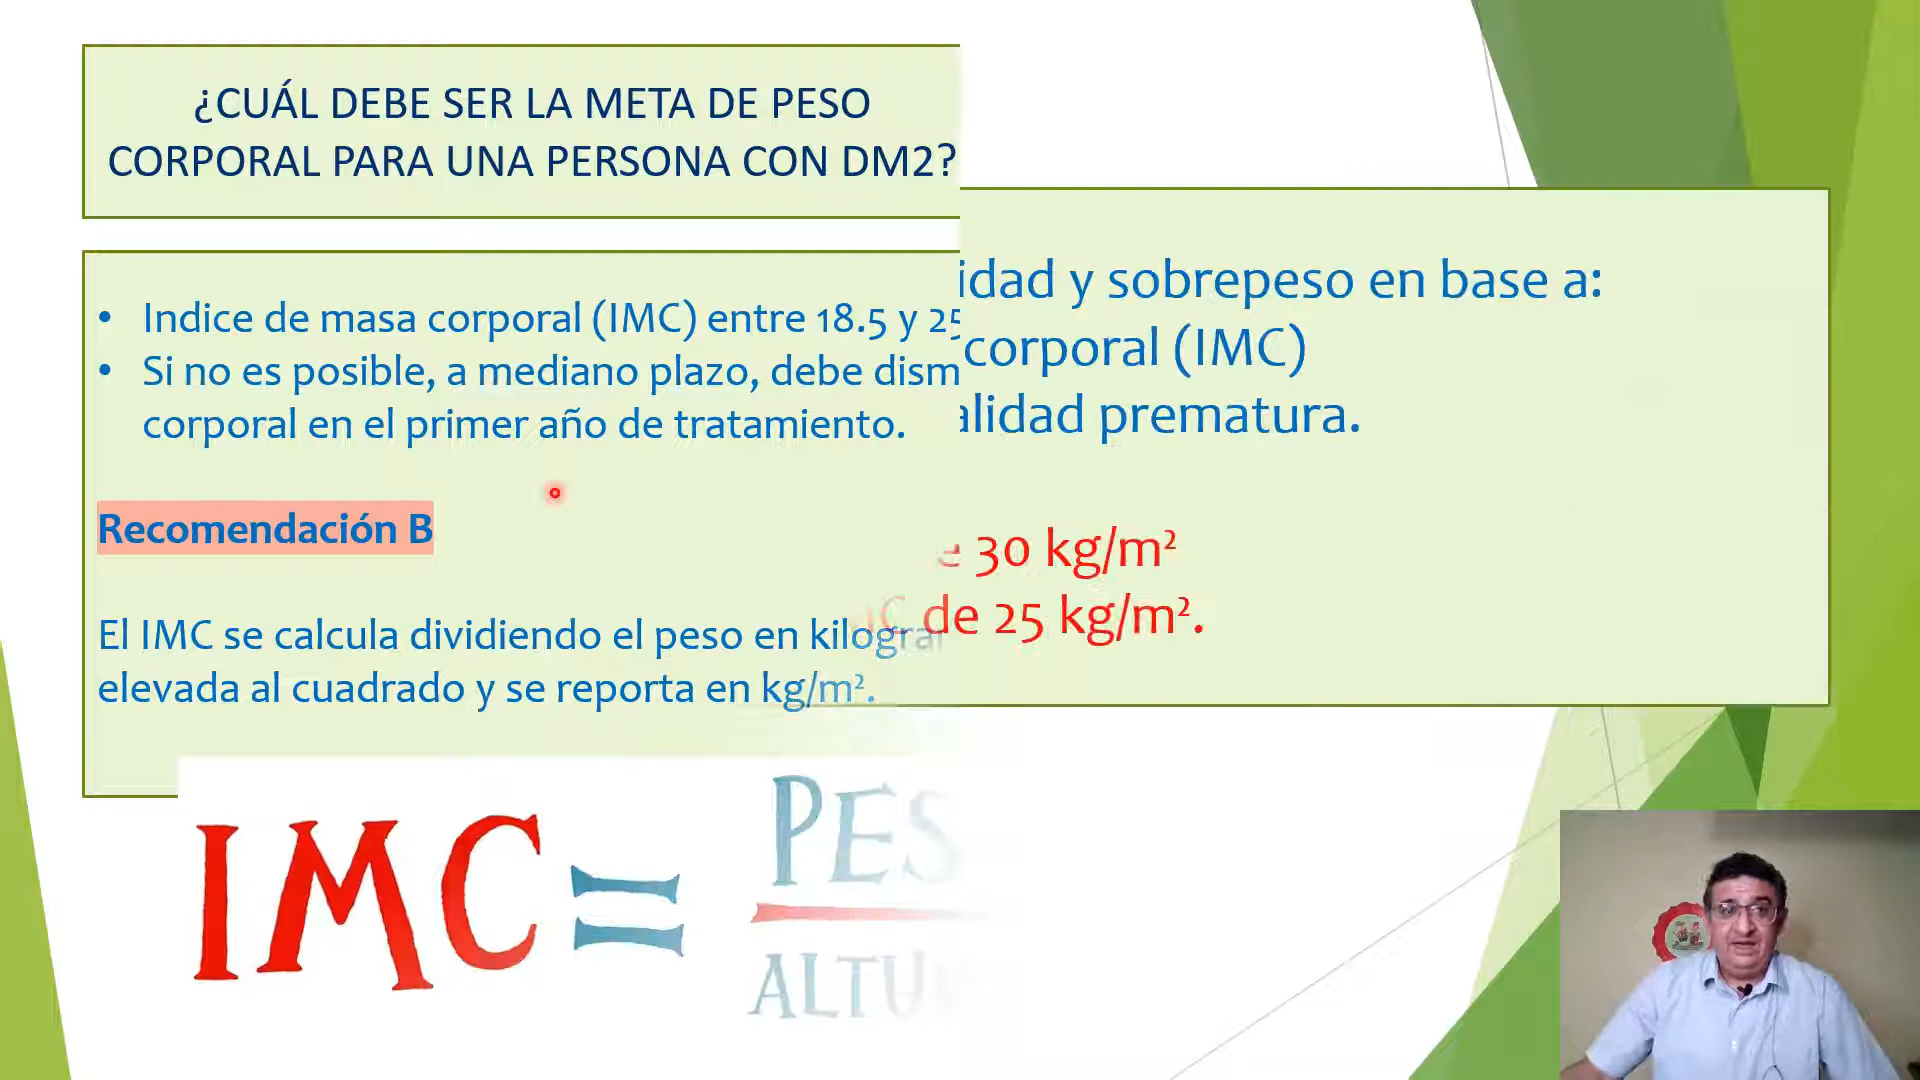 ¿CUÁL DEBE SER LA META DE PESO
CORPORAL PARA UNA PERSONA CON DM2?
Indice de masa corporal (IMC) entre 18.5 y 25
Si no es posible, a mediano plazo, debe dism
corporal en el primer año de tratamiento.
Recomendación B
El IMC se calcula dividiendo el peso en kilogra
elevada al cuadrado y se reporta en kg/m².
IMC = PES
ALTU
idad y sobrepeso en base a:
corporal (IMC)
alidad prematura.
30 kg/m²
de 25 kg/m².